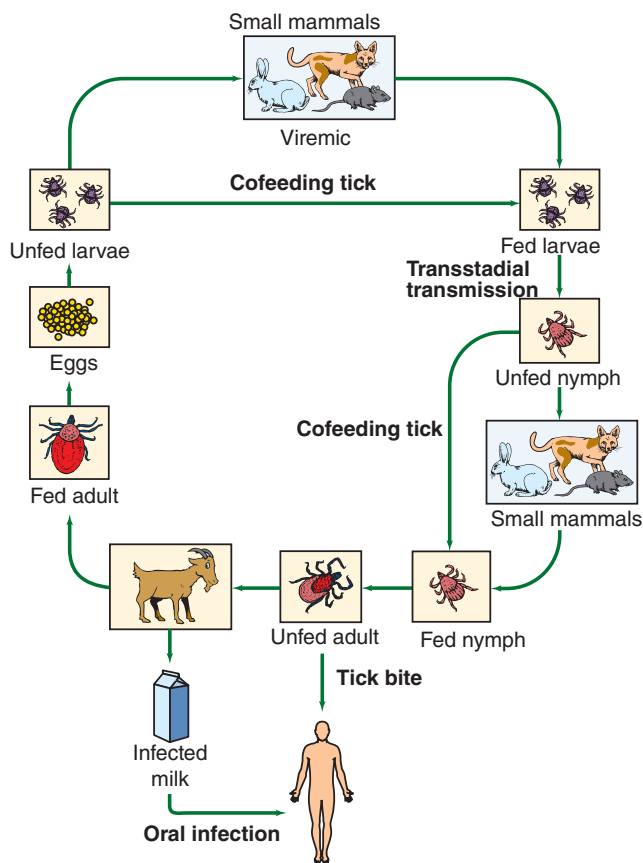 Small mammals
Viremic
Cofeeding tick
Unfed larvae
Fed larvae
Transstadial
transmission
Eggs
Unfed nymph
Cofeeding tick
Fed adult
Small mammals
Unfed adult
Fed nymph
Tick bite
Infected
milk
Oral infection